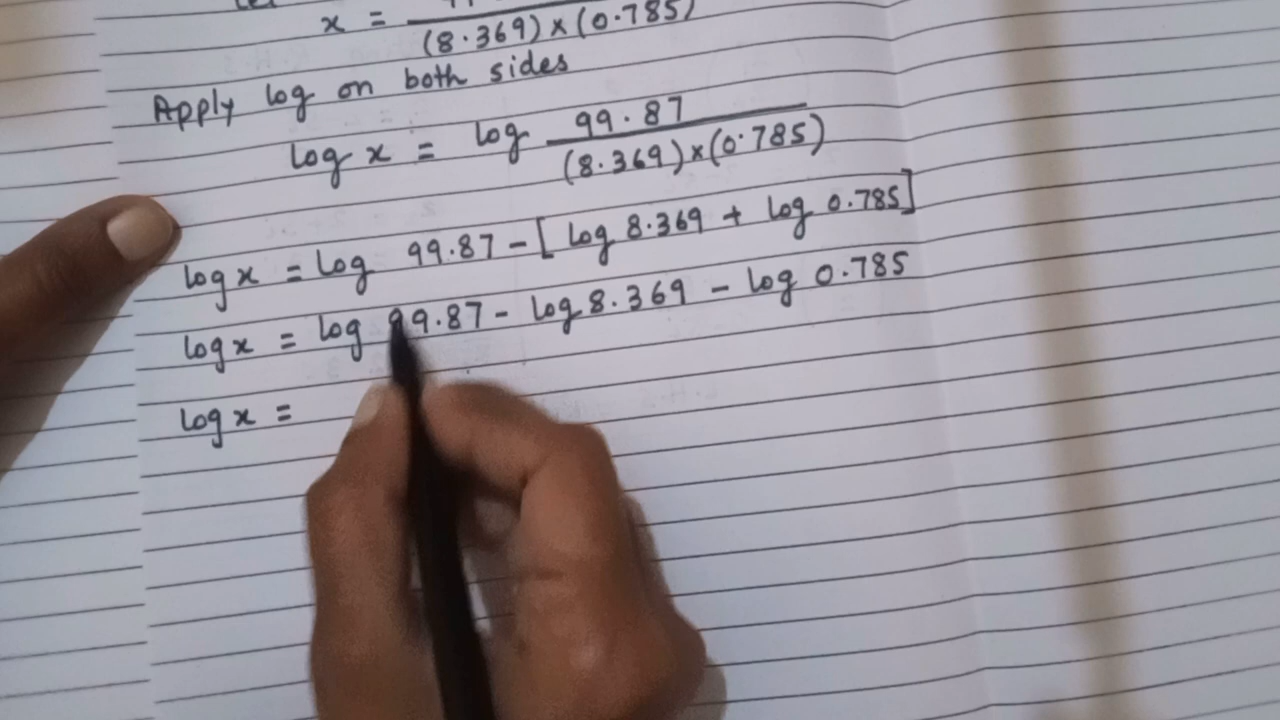 x = (8.369)×(0.785)
Apply log on both sides
log x = log 99.87 / (8.369)×(0.785)
log x = log 99.87 - [log 8.369 + log 0.785]
log x = log 99.87 - log 8.369 - log 0.785
log x =